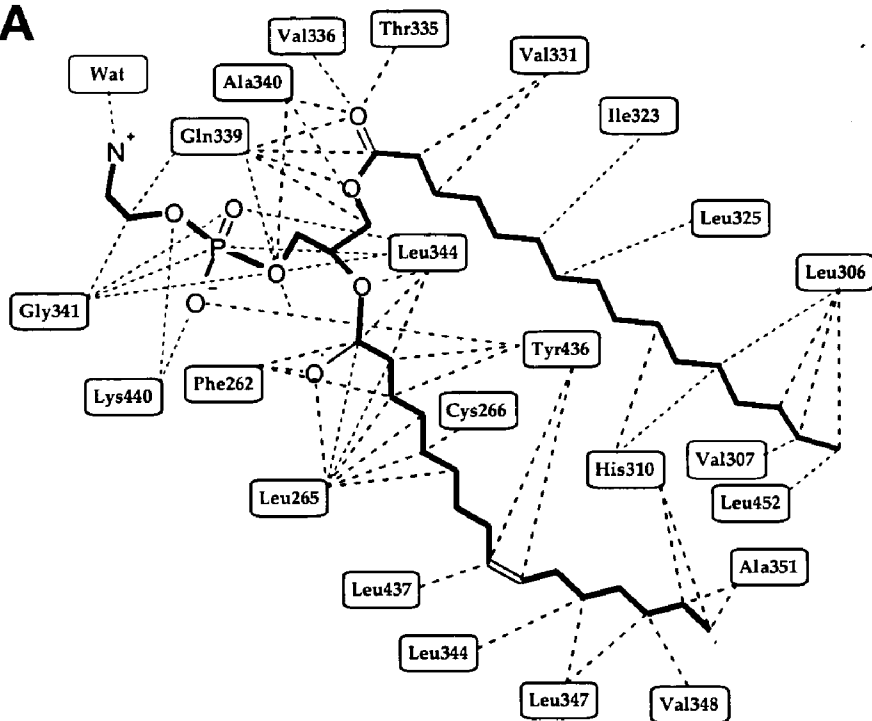 A
Val336
Thr335
Val331
Wat
Ala340
Ile323
Gln339
O
N
+
O
O
O
P
Leu325
Leu344
O
Leu306
O
Gly341
O
−
Tyr436
O
Phe262
Lys440
Cys266
His310
Val307
Leu265
Leu452
Leu437
Ala351
Leu344
Leu347
Val348